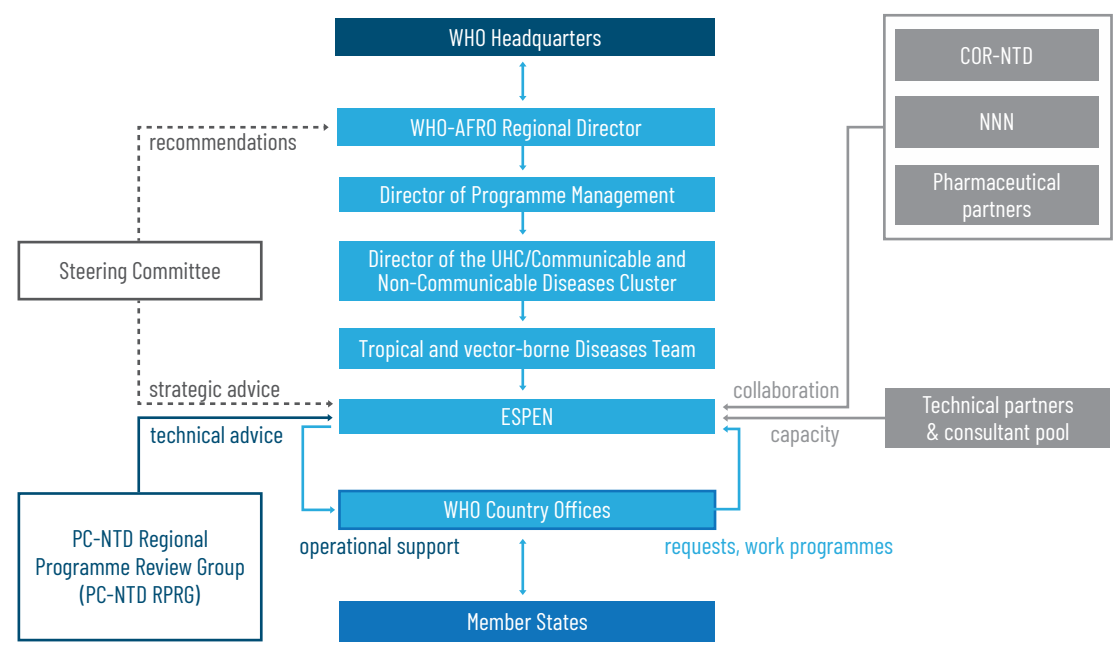 WHO Headquarters
COR-NTD
WHO-AFRO Regional Director
NNN
recommendations
Pharmaceutical
partners
Director of Programme Management
Steering Committee
Director of the UHC/Communicable and
Non-Communicable Diseases Cluster
Tropical and vector-borne Diseases Team
strategic advice
collaboration
ESPEN
technical advice
capacity
Technical partners
& consultant pool
WHO Country Offices
operational support
requests, work programmes
PC-NTD Regional
Programme Review Group
(PC-NTD RPRG)
Member States